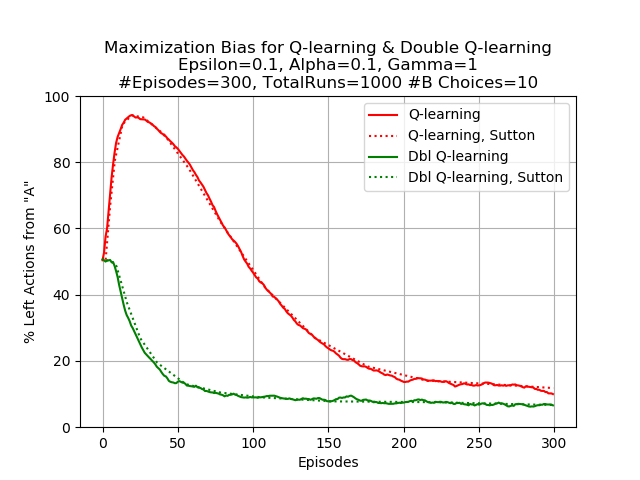 Maximization Bias for Q-learning & Double Q-learning
Epsilon=0.1, Alpha=0.1, Gamma=1
#Episodes=300, TotalRuns=1000 #B Choices=10
Q-learning
Q-learning, Sutton
Dbl Q-learning
Dbl Q-learning, Sutton
% Left Actions from "A"
100
80
60
40
20
0
0 50 100 150 200 250 300
Episodes